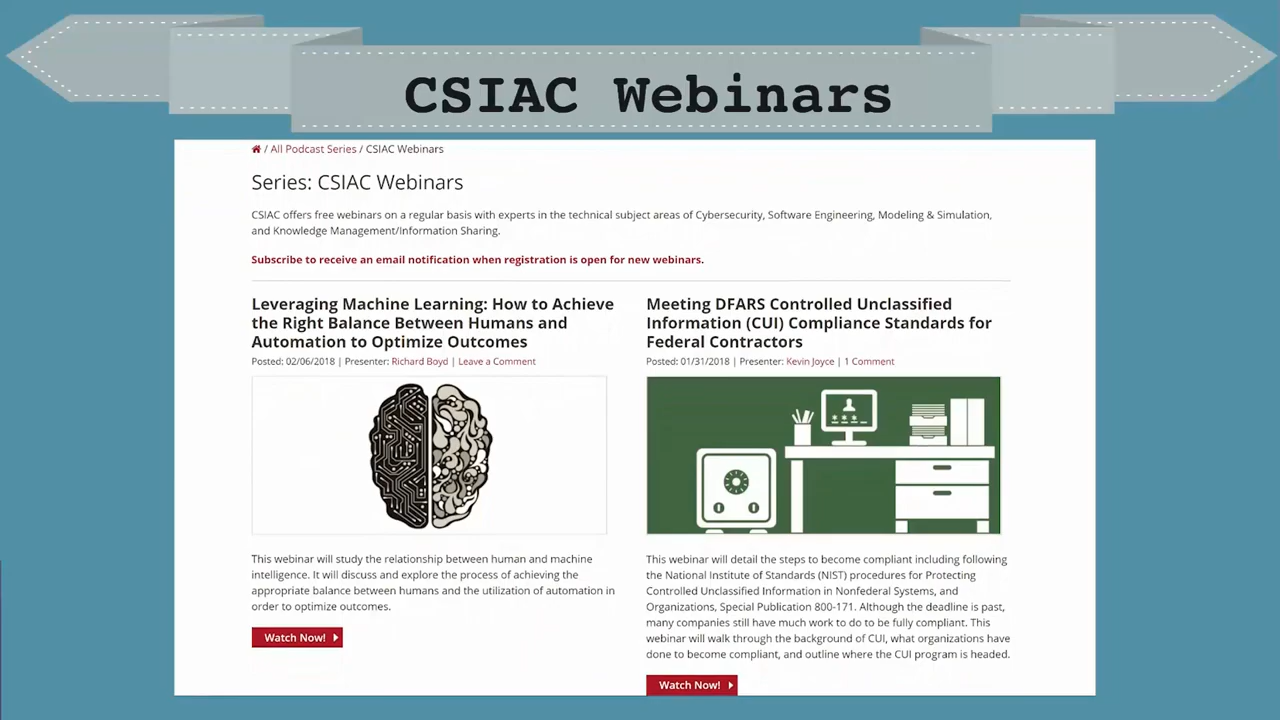 CSIAC Webinars
/ All Podcast Series / CSIAC Webinars
Series: CSIAC Webinars
CSIAC offers free webinars on a regular basis with experts in the technical subject areas of Cybersecurity, Software Engineering, Modeling & Simulation,
and Knowledge Management/Information Sharing.
Subscribe to receive an email notification when registration is open for new webinars.
Leveraging Machine Learning: How to Achieve
the Right Balance Between Humans and
Automation to Optimize Outcomes
Posted: 02/06/2018 | Presenter: Richard Boyd | Leave a Comment
This webinar will study the relationship between human and machine
intelligence. It will discuss and explore the process of achieving the
appropriate balance between humans and the utilization of automation in
order to optimize outcomes.
Watch Now!
Meeting DFARS Controlled Unclassified
Information (CUI) Compliance Standards for
Federal Contractors
Posted: 01/31/2018 | Presenter: Kevin Joyce | 1 Comment
This webinar will detail the steps to become compliant including following
the National Institute of Standards (NIST) procedures for Protecting
Controlled Unclassified Information in Nonfederal Systems, and
Organizations, Special Publication 800-171. Although the deadline is past,
many companies still have much work to do to be fully compliant. This
webinar will walk through the background of CUI, what organizations have
done to become compliant, and outline where the CUI program is headed.
Watch Now!